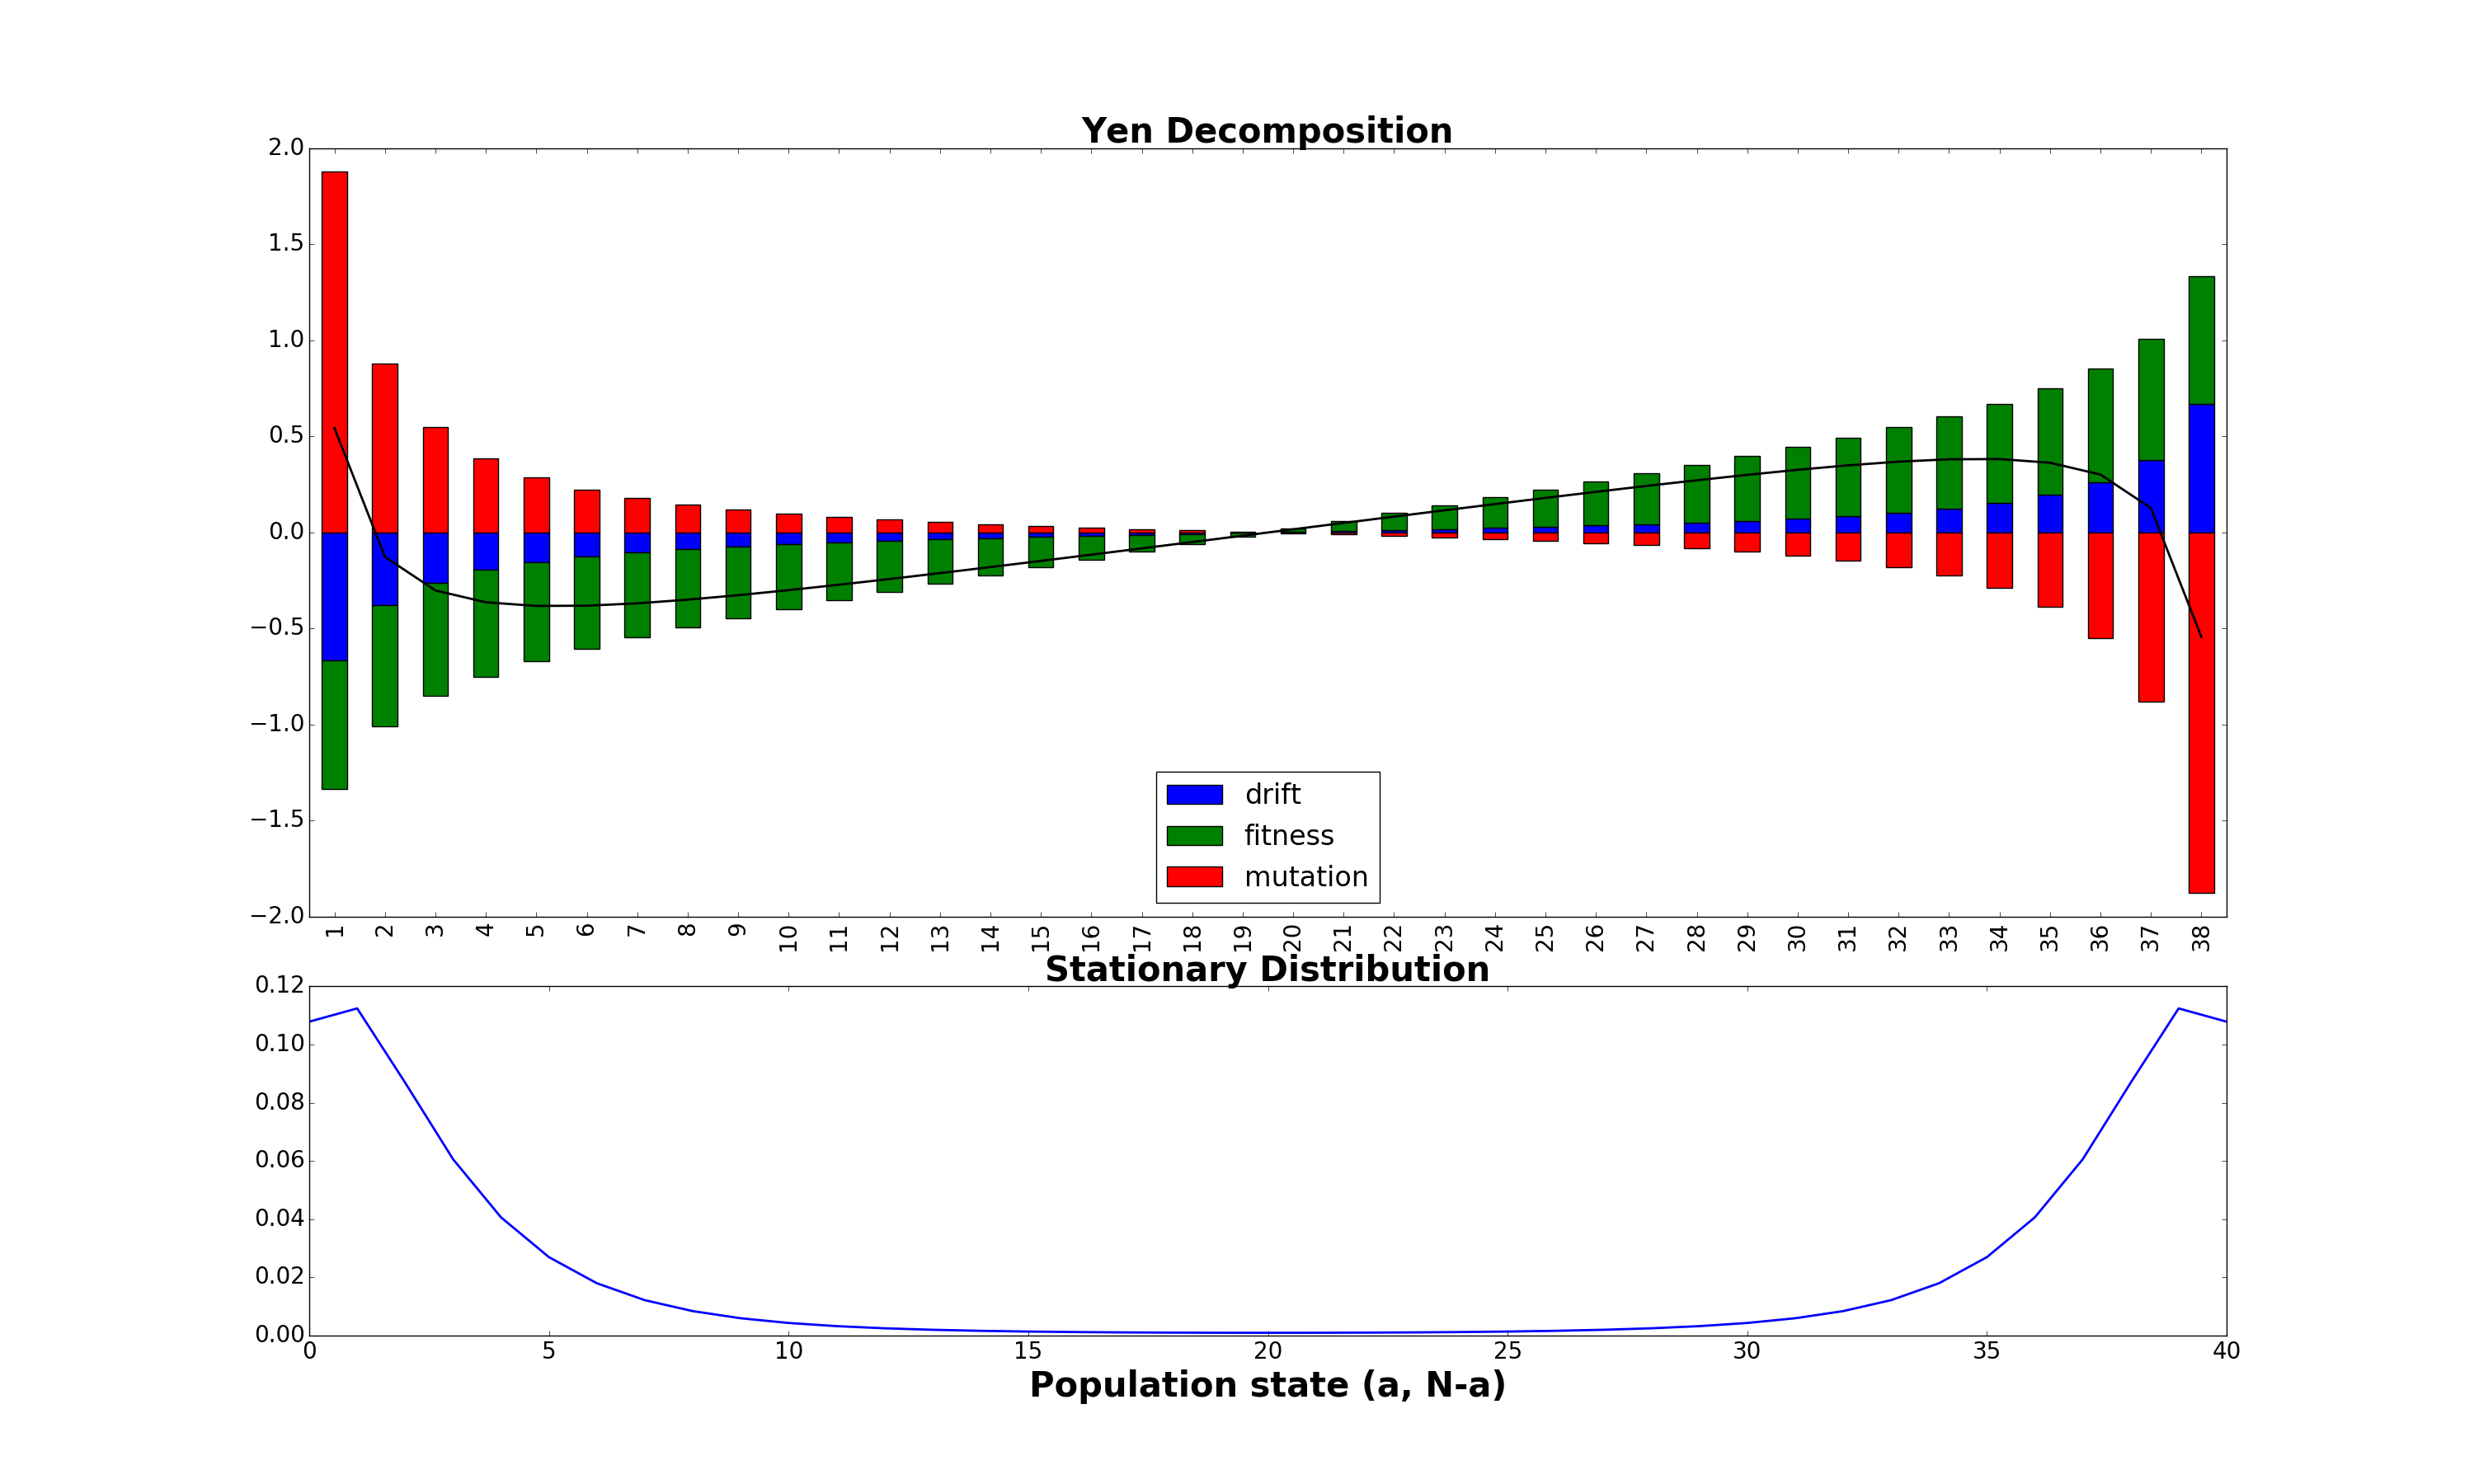 Yen Decomposition
2.0
1.5
1.0
0.5
0.0
−0.5
−1.0
−1.5
−2.0
drift
fitness
mutation
1 2 3 4 5 6 7 8 9 10 11 12 13 14 15 16 17 18 19 20 21 22 23 24 25 26 27 28 29 30 31 32 33 34 35 36 37 38
Stationary Distribution
0.12
0.10
0.08
0.06
0.04
0.02
0.00
0 5 10 15 20 25 30 35 40
Population state (a, N-a)